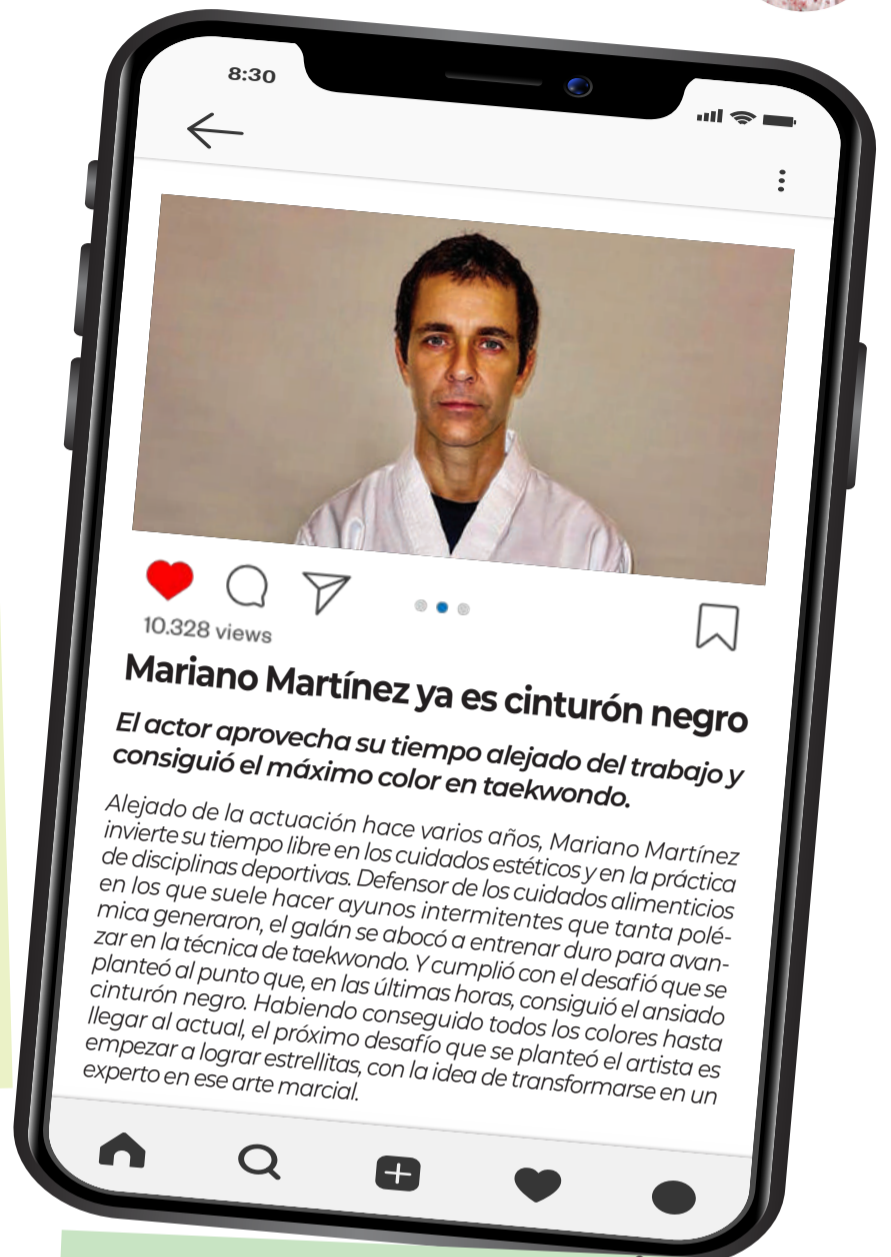 8:30
10.328 views
Mariano Martínez ya es cinturón negro
El actor aprovecha su tiempo alejado del trabajo y
consiguió el máximo color en taekwondo.
Alejado de la actuación hace varios años, Mariano Martínez
invierte su tiempo libre en los cuidados estéticos y en la práctica
de disciplinas deportivas. Defensor de los cuidados alimenticios
en los que suele hacer ayunos intermitentes que tanta polé-
mica generaron, el galán se abocó a entrenar duro para avan-
zar en la técnica de taekwondo. Y cumplió con el desafió que se
planteó al punto que, en las últimas horas, consiguió el ansiado
cinturón negro. Habiendo conseguido todos los colores hasta
llegar al actual, el próximo desafío que se planteó el artista es
empezar a lograr estrellitas, con la idea de transformarse en un
experto en ese arte marcial.